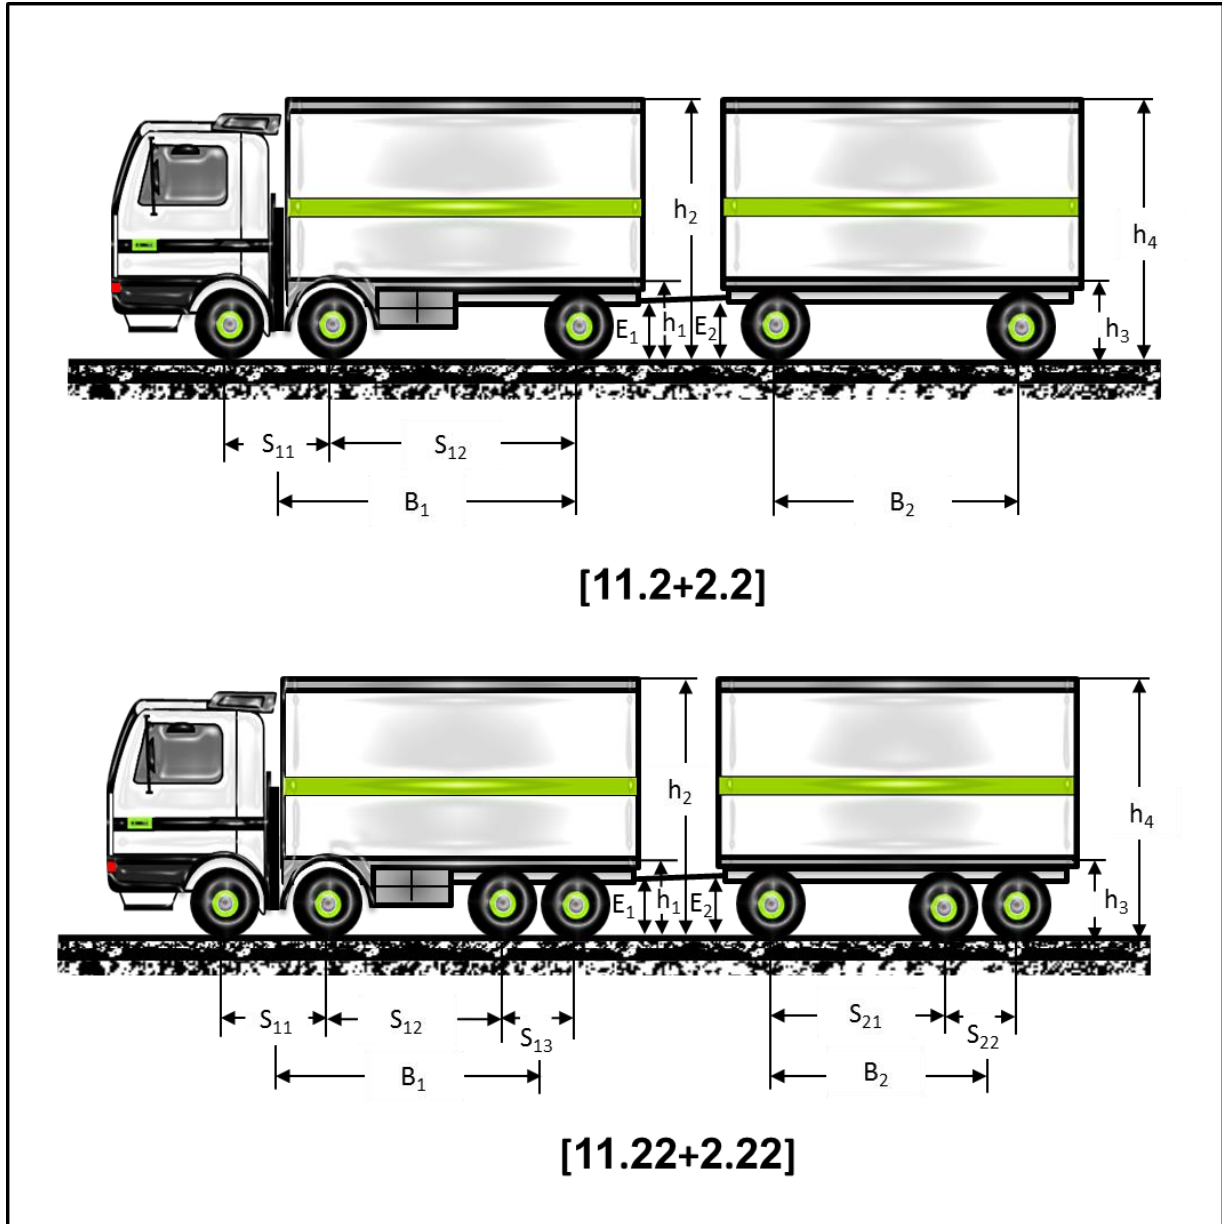 h₂
h₄
E₁
h₁
E₂
h₃
S₁₁
S₁₂
B₁
B₂
[11.2+2.2]
h₂
h₄
E₁
h₁
E₂
h₃
S₁₁
S₁₂
S₁₃
S₂₁
S₂₂
B₁
B₂
[11.22+2.22]